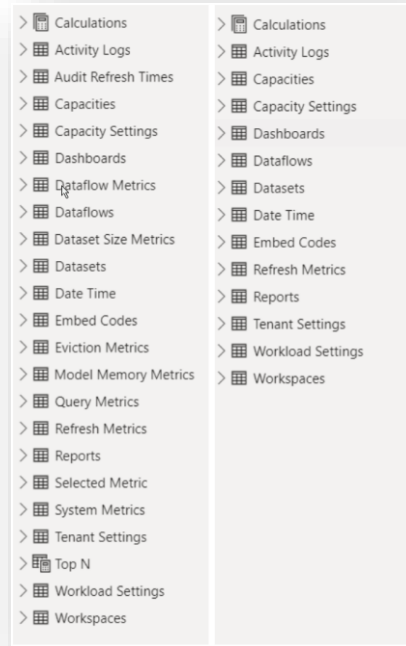 Calculations
Activity Logs
Audit Refresh Times
Capacities
Capacity Settings
Dashboards
Dataflow Metrics
Dataflows
Dataset Size Metrics
Datasets
Date Time
Embed Codes
Eviction Metrics
Model Memory Metrics
Query Metrics
Refresh Metrics
Reports
Selected Metric
System Metrics
Tenant Settings
Top N
Workload Settings
Workspaces
Calculations
Activity Logs
Capacities
Capacity Settings
Dashboards
Dataflows
Datasets
Date Time
Embed Codes
Refresh Metrics
Reports
Tenant Settings
Workload Settings
Workspaces